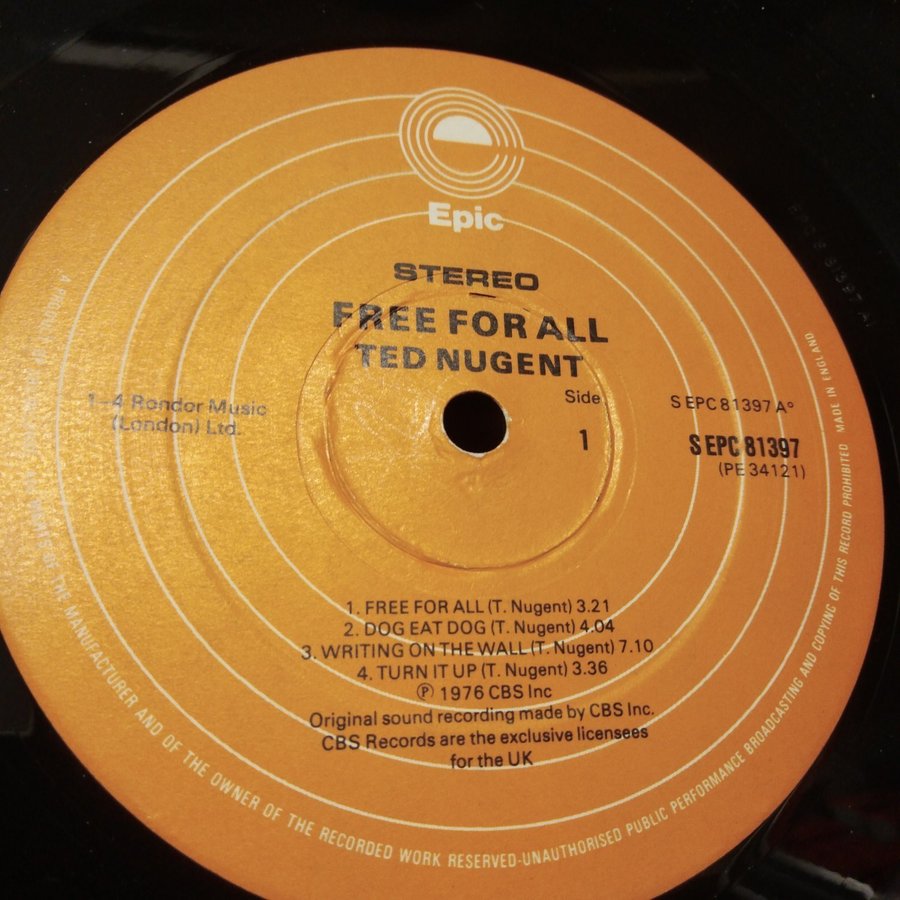 Epic
STEREO
FREE FOR ALL
TED NUGENT
1-4 Rondor Music
(London) Ltd.
Side
1
S EPC 81397 A°
S EPC 81397
(PE 34121)
1. FREE FOR ALL (T. Nugent) 3.21
2. DOG EAT DOG (T. Nugent) 4.04
3. WRITING ON THE WALL (T. Nugent) 7.10
4. TURN IT UP (T. Nugent) 3.36
℗ 1976 CBS Inc
Original sound recording made by CBS Inc.
CBS Records are the exclusive licensees
for the UK
THE MANUFACTURER AND OF THE OWNER OF THE RECORDED WORK RESERVED-UNAUTHORISED PUBLIC PERFORMANCE BROADCASTING AND COPYING OF THIS RECORD PROHIBITED MADE IN ENGLAND